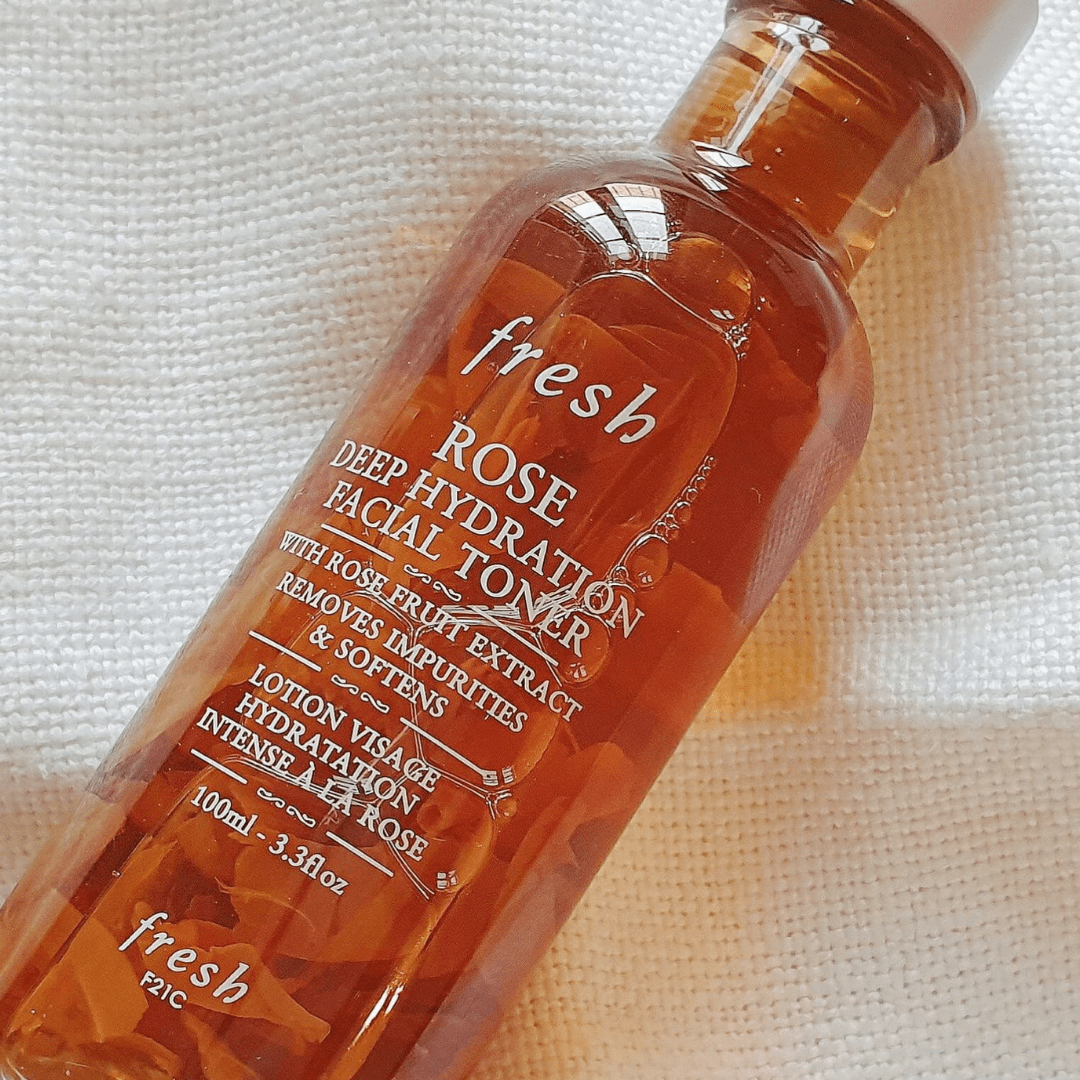 fresh
ROSE
DEEP HYDRATION
FACIAL TONER
WITH ROSE FRUIT EXTRACT
REMOVES IMPURITIES
& SOFTENS
LOTION VISAGE
HYDRATATION
INTENSE À LA ROSE
100ml - 3.3fl oz
fresh
F21C